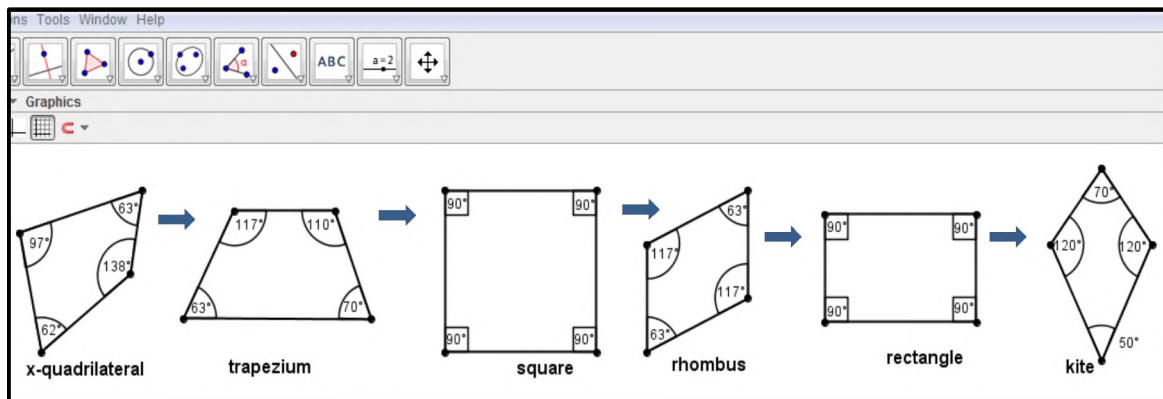 ons Tools Window Help
α ABC a=2
Graphics
63° 97° 138° 62°
117° 110° 63° 70°
90° 90° 90° 90°
63° 117° 117° 63°
90° 90° 90° 90°
70° 120° 120° 50°
x-quadrilateral
trapezium
square
rhombus
rectangle
kite